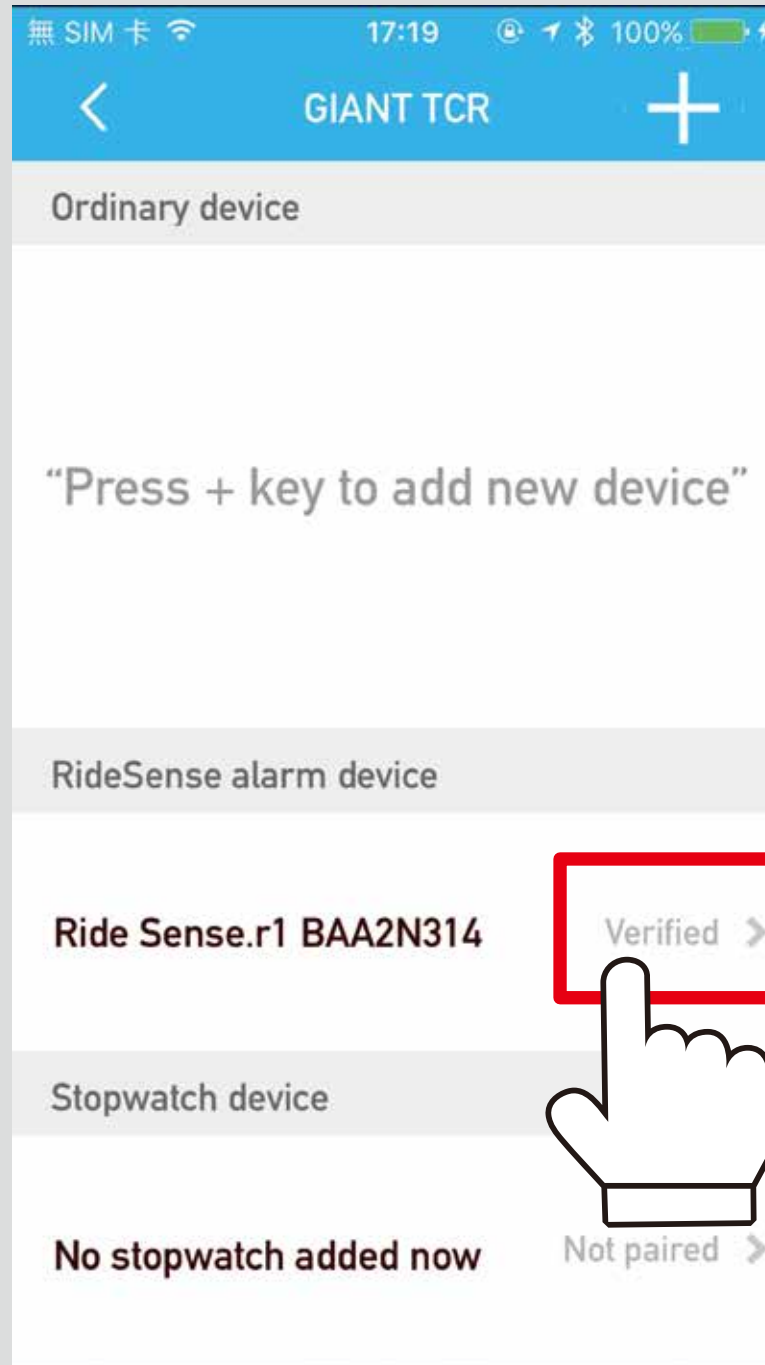 無 SIM 卡 17:19 100%
GIANT TCR
Ordinary device
“Press + key to add new device”
RideSense alarm device
Ride Sense.r1 BAA2N314 Verified
Stopwatch device
No stopwatch added now Not paired